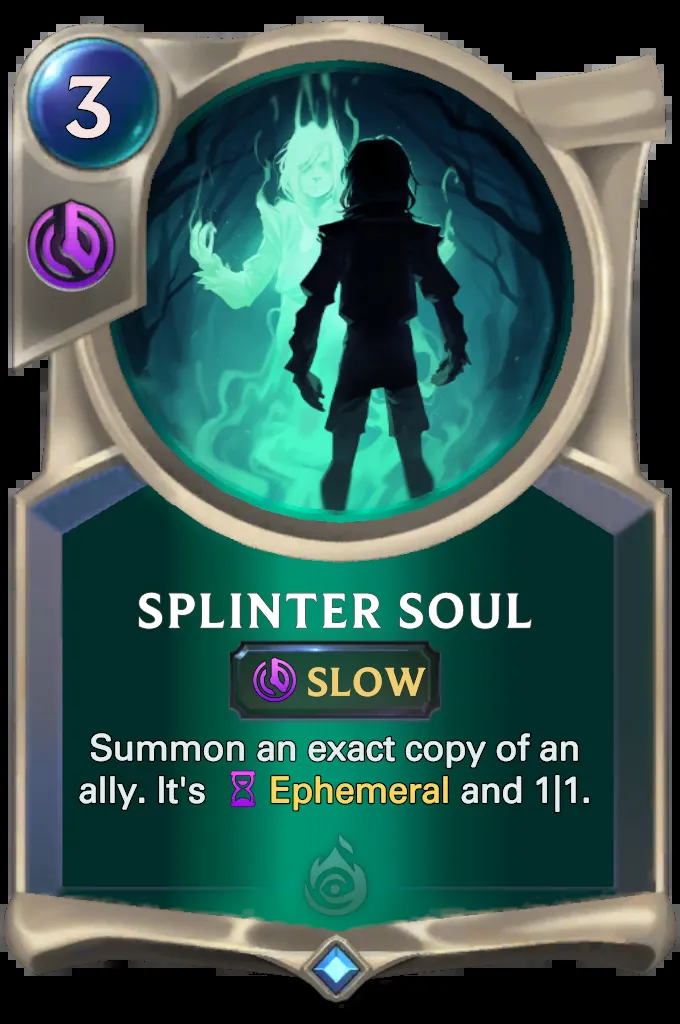 3
SPLINTER SOUL
SLOW
Summon an exact copy of an
ally. It's Ephemeral and 1|1.